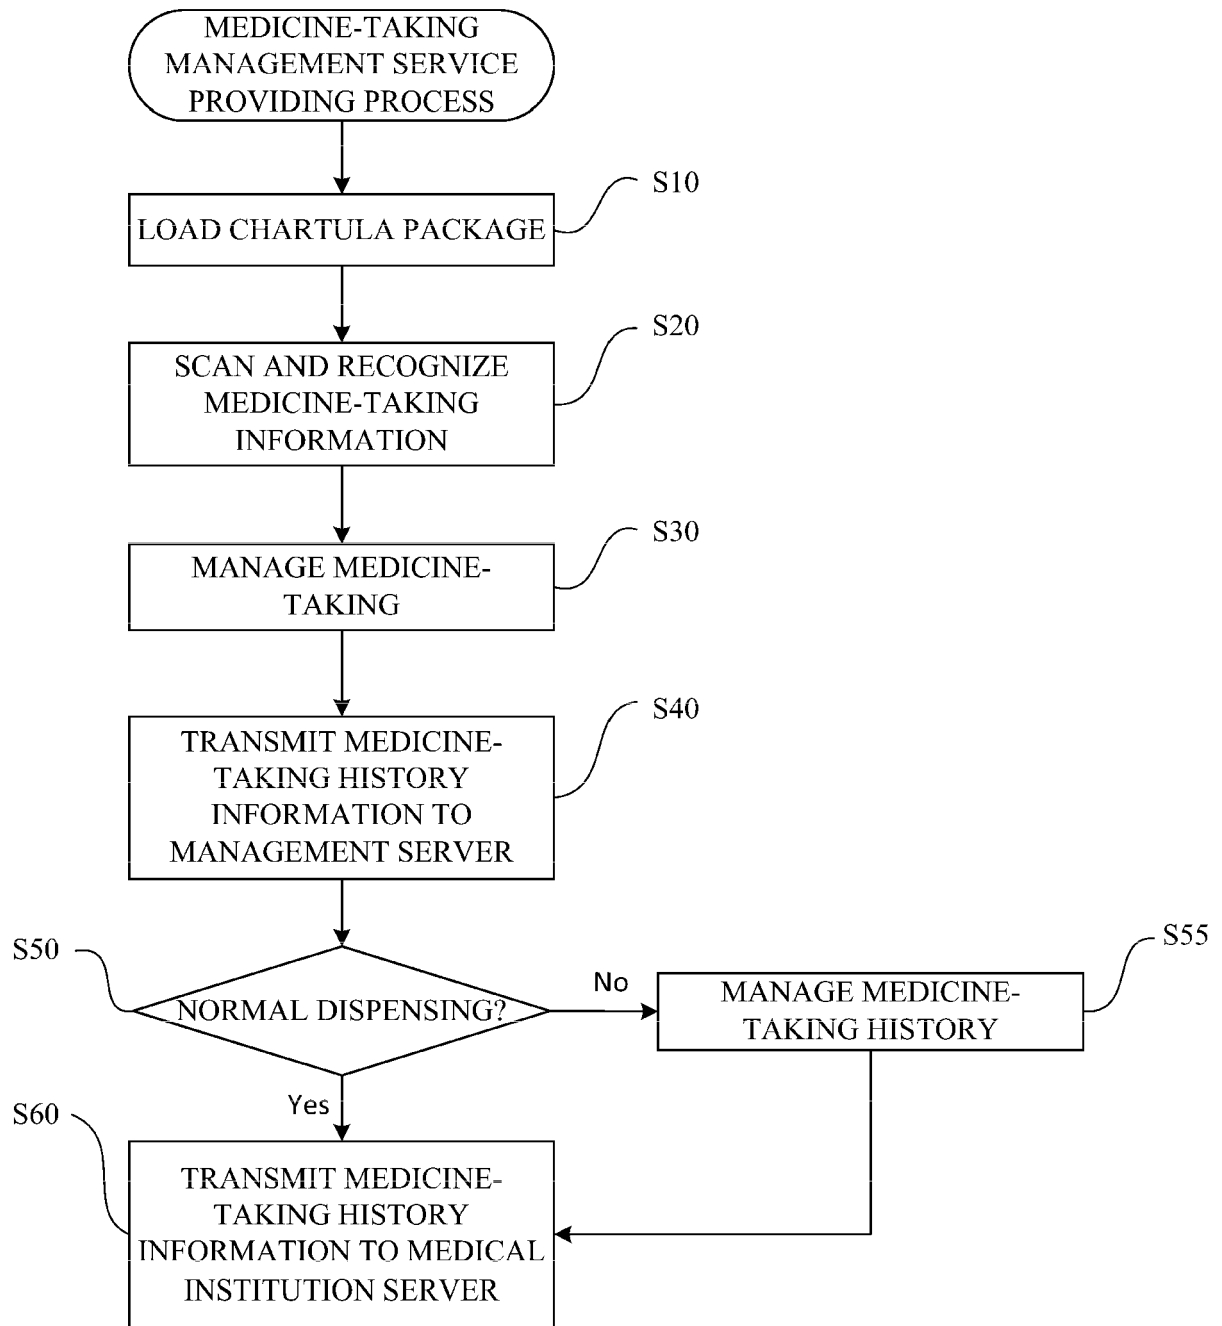 MEDICINE-TAKING
MANAGEMENT SERVICE
PROVIDING PROCESS
S10
LOAD CHARTULA PACKAGE
S20
SCAN AND RECOGNIZE
MEDICINE-TAKING
INFORMATION
S30
MANAGE MEDICINE-
TAKING
S40
TRANSMIT MEDICINE-
TAKING HISTORY
INFORMATION TO
MANAGEMENT SERVER
S50
NORMAL DISPENSING?
No
S55
MANAGE MEDICINE-
TAKING HISTORY
Yes
S60
TRANSMIT MEDICINE-
TAKING HISTORY
INFORMATION TO MEDICAL
INSTITUTION SERVER